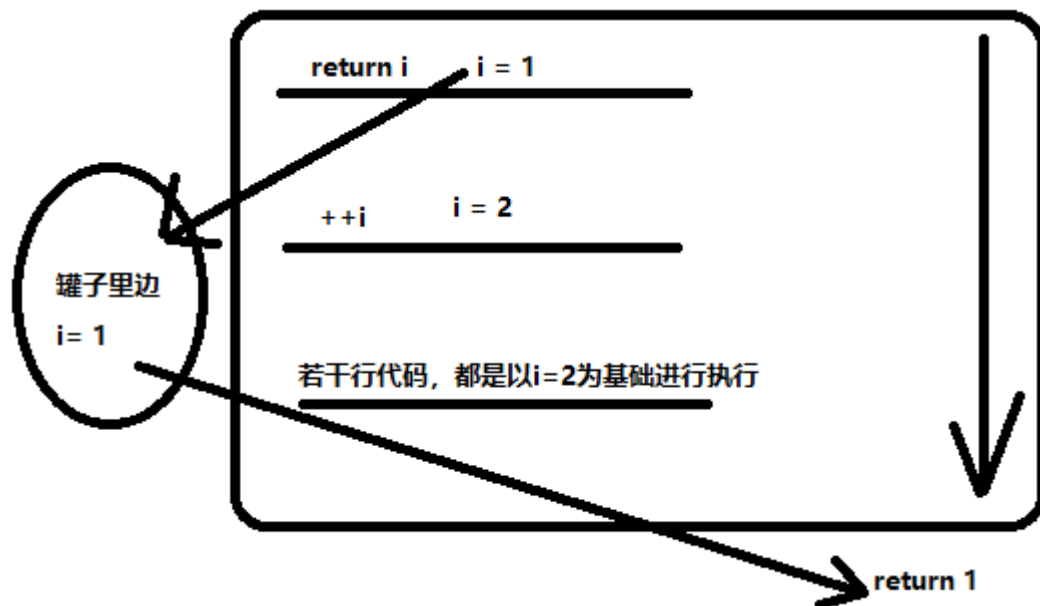 return i i = 1
++i i = 2
罐子里边
i= 1
若干行代码，都是以i=2为基础进行执行
return 1